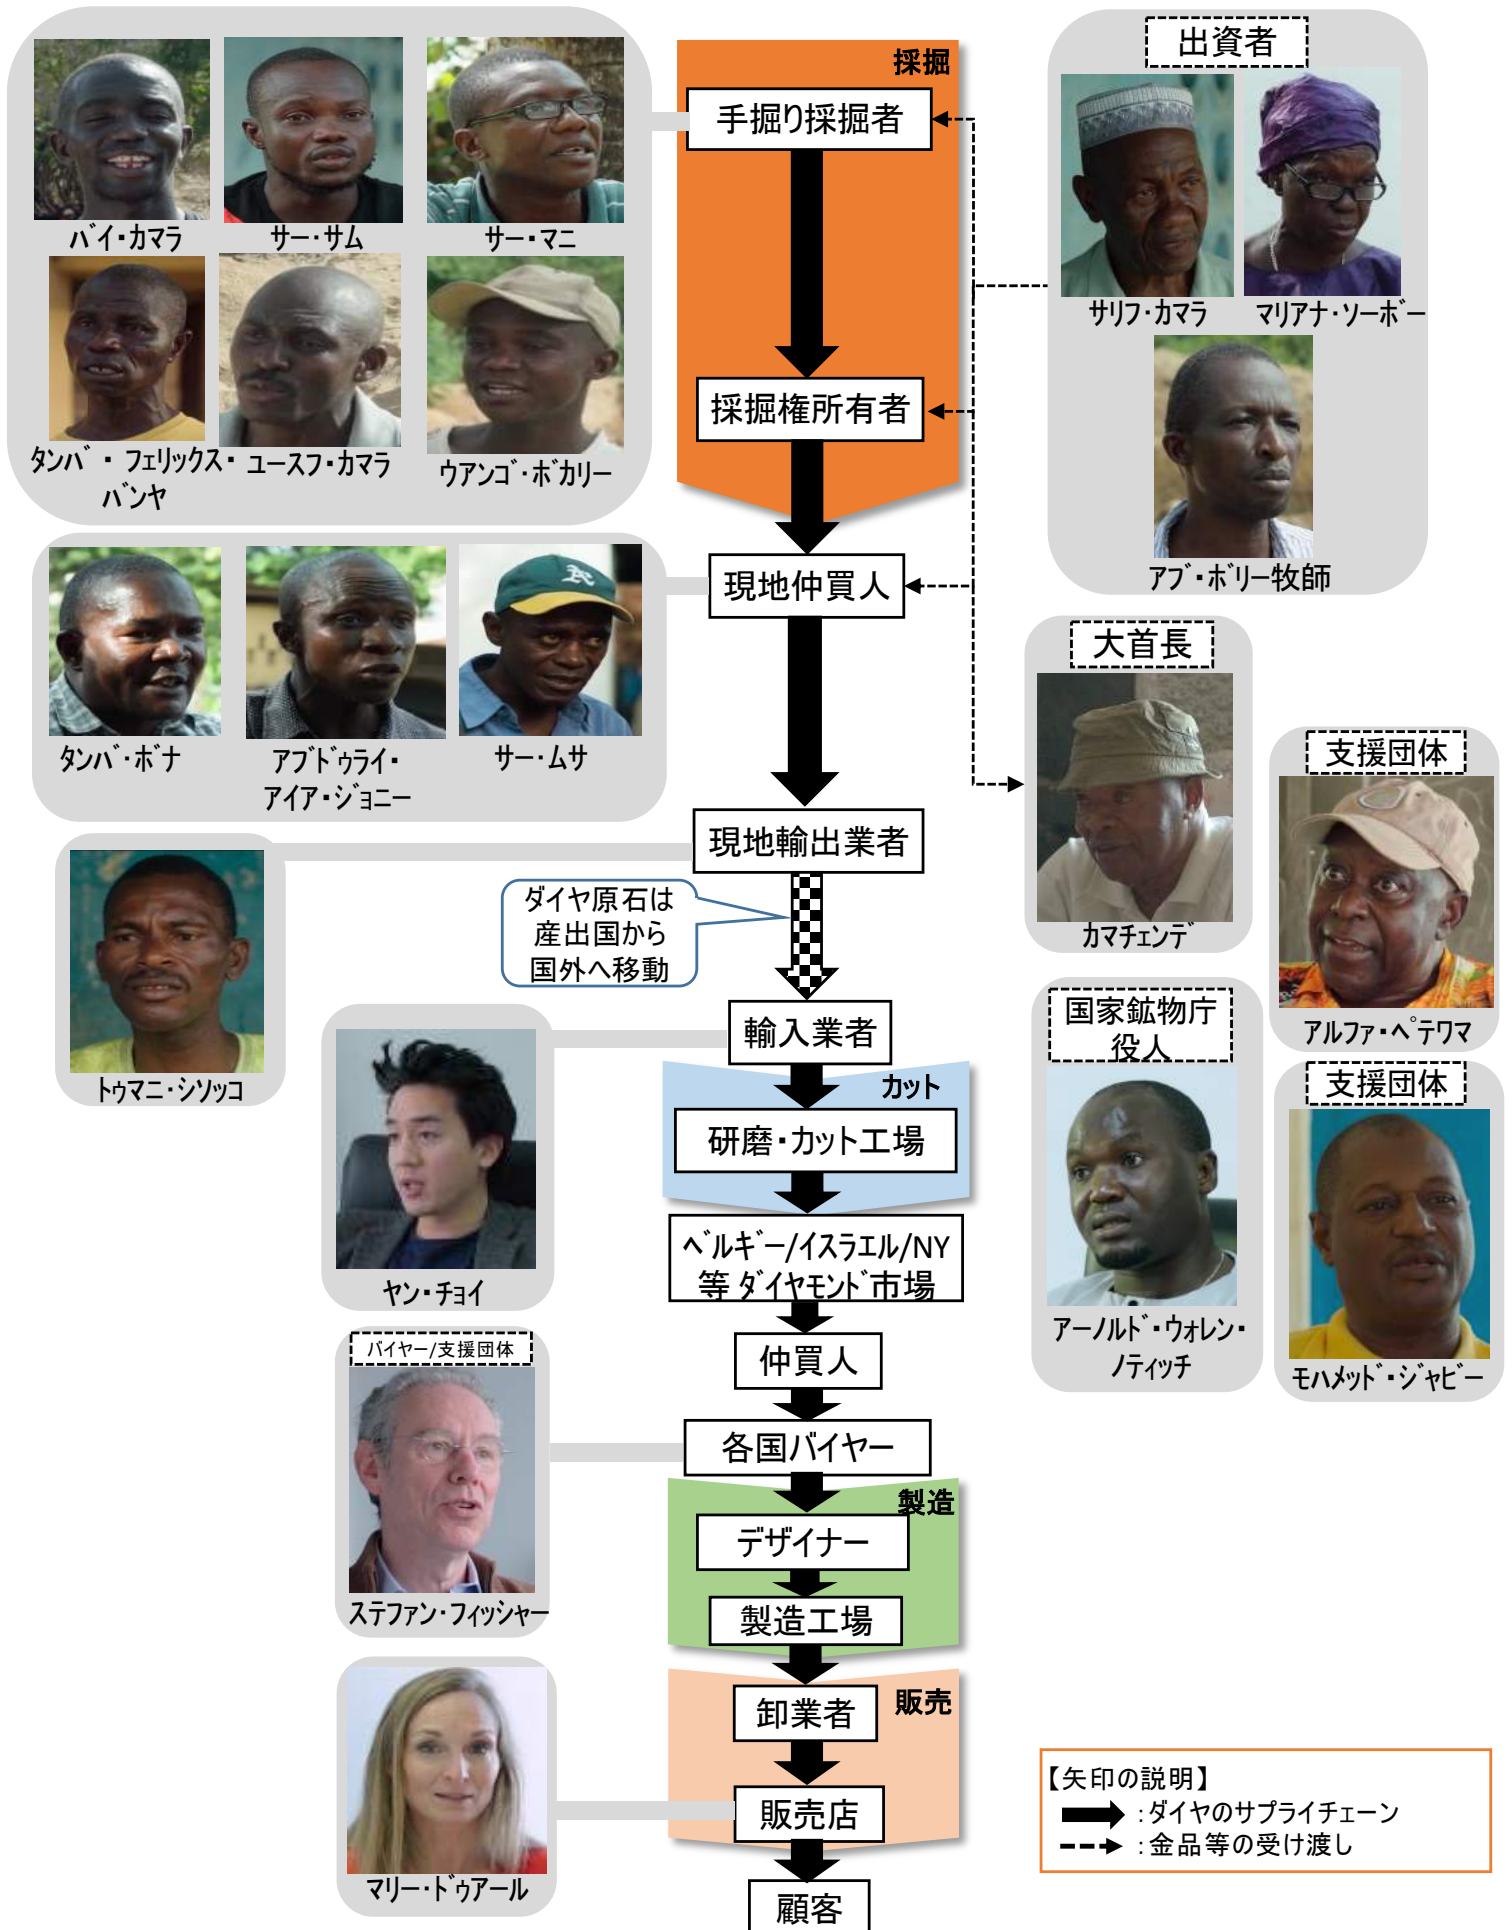 採掘
出資者
手掘り採掘者
バイ・カマラ
サー・サム
サー・マニ
サリフ・カマラ
マリアナ・ソーボー
採掘権所有者
タンバ・フェリックス・
バンヤ
ユースフ・カマラ
ウアンゴ・ボカリー
アブ・ボリー牧師
現地仲買人
大首長
タンバ・ボナ
アブドゥライ・
アイア・ジョニー
サー・ムサ
支援団体
現地輸出業者
ダイヤ原石は
産出国から
国外へ移動
カマチェンデ
国家鉱物庁
役人
アルファ・ペテワマ
輸入業者
トゥマニ・シソッコ
カット
支援団体
研磨・カット工場
ベルギー/イスラエル/NY
等 ダイヤモンド市場
ヤン・チョイ
アーノルド・ウォレン・
ノティッチ
バイヤー/支援団体
仲買人
モハメッド・ジャビー
各国バイヤー
製造
デザイナー
ステファン・フィッシャー
製造工場
卸業者
販売
【矢印の説明】
：ダイヤのサプライチェーン
：金品等の受け渡し
販売店
マリー・ドゥアール
顧客